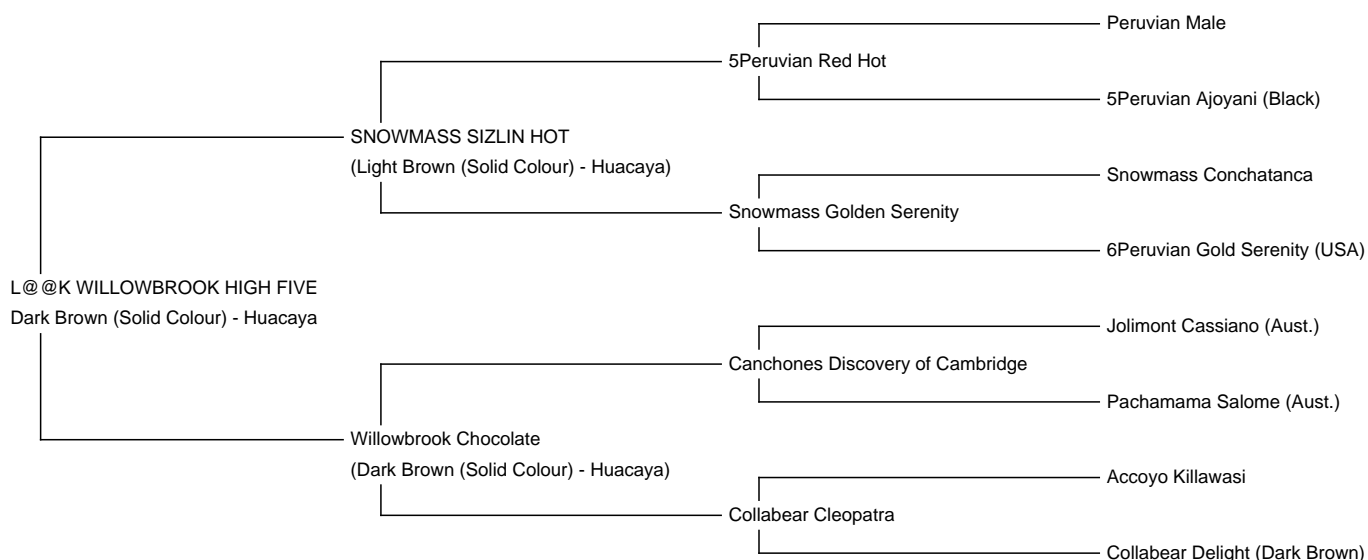 Peruvian Male
5Peruvian Red Hot
5Peruvian Ajoyani (Black)
SNOWMASS SIZLIN HOT
(Light Brown (Solid Colour) - Huacaya)
Snowmass Conchatanca
Snowmass Golden Serenity
6Peruvian Gold Serenity (USA)
L@@K WILLOWBROOK HIGH FIVE
Dark Brown (Solid Colour) - Huacaya
Jolimont Cassiano (Aust.)
Canchones Discovery of Cambridge
Pachamama Salome (Aust.)
Willowbrook Chocolate
(Dark Brown (Solid Colour) - Huacaya)
Accoyo Killawasi
Collabear Cleopatra
Collabear Delight (Dark Brown)